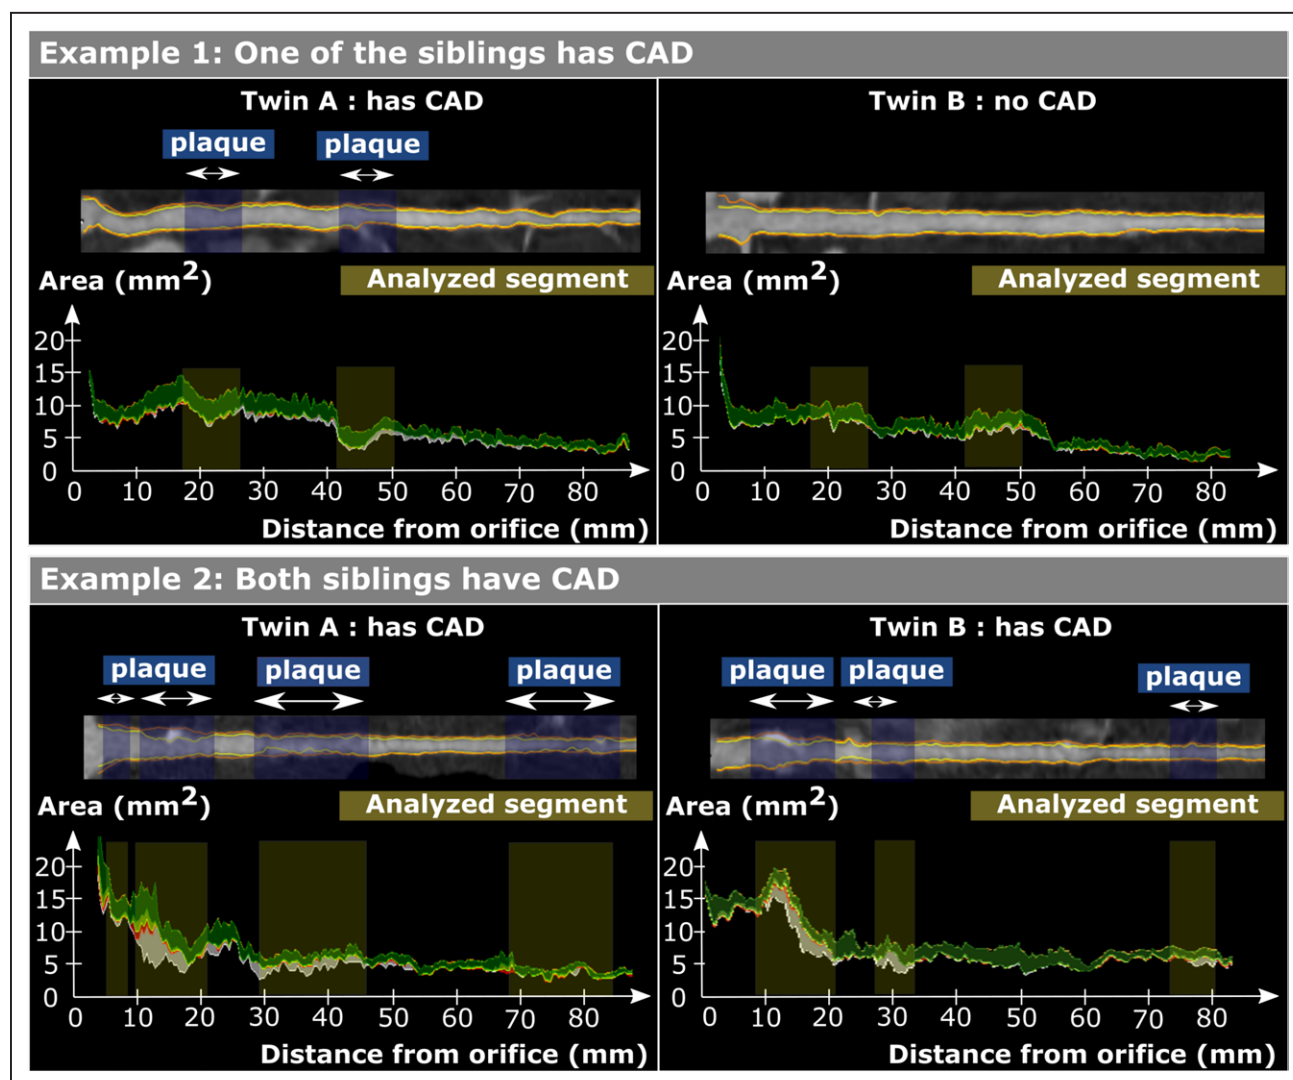 Example 1: One of the siblings has CAD
Twin A : has CAD
plaque
plaque
Area (mm2)
Analyzed segment
20
15
10
5
0
0 10 20 30 40 50 60 70 80
Distance from orifice (mm)
Twin B : no CAD
Area (mm2)
Analyzed segment
20
15
10
5
0
0 10 20 30 40 50 60 70 80
Distance from orifice (mm)
Example 2: Both siblings have CAD
Twin A : has CAD
plaque
plaque
plaque
Area (mm2)
Analyzed segment
20
15
10
5
0
0 10 20 30 40 50 60 70 80
Distance from orifice (mm)
Twin B : has CAD
plaque
plaque
plaque
Area (mm2)
Analyzed segment
20
15
10
5
0
0 10 20 30 40 50 60 70 80
Distance from orifice (mm)